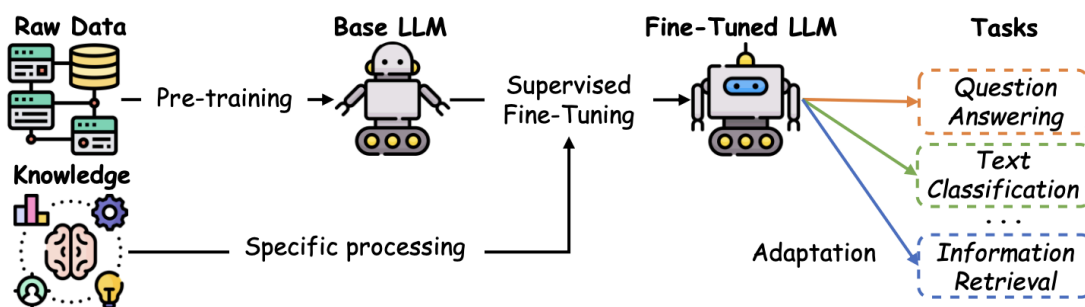 Raw Data
Base LLM
Fine-Tuned LLM
Tasks
Pre-training
Supervised
Fine-Tuning
Question
Answering
Text
Classification
...
Knowledge
Specific processing
Adaptation
Information
Retrieval